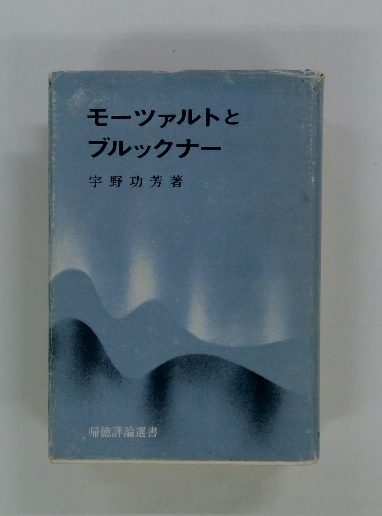 モーツァルトと
ブルックナー
宇野功芳著
帰徳評論選書